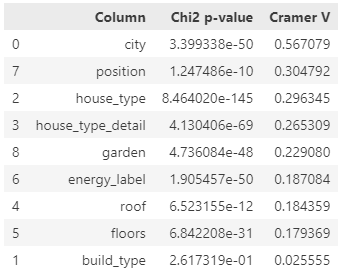 Column Chi2 p-value Cramer V
0 city 3.399338e-50 0.567079
7 position 1.247486e-10 0.304792
2 house_type 8.464020e-145 0.296345
3 house_type_detail 4.130406e-69 0.265309
8 garden 4.736084e-48 0.229080
6 energy_label 1.905457e-50 0.187084
4 roof 6.523155e-12 0.184359
5 floors 6.842208e-31 0.179369
1 build_type 2.617319e-01 0.025555